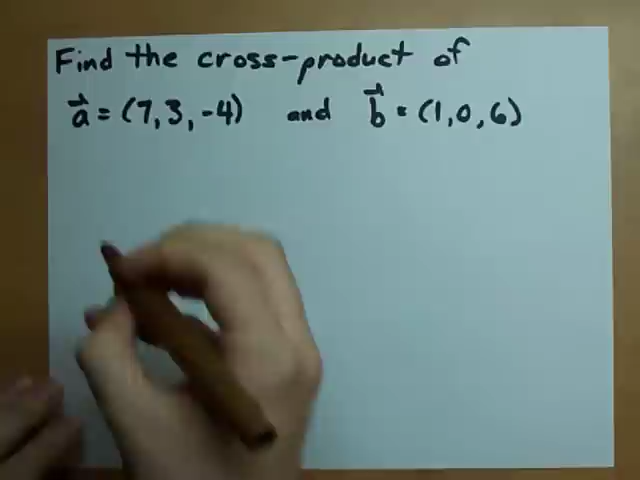 Find the cross-product of
a⃗ = (7, 3, -4) and b⃗ = (1, 0, 6)